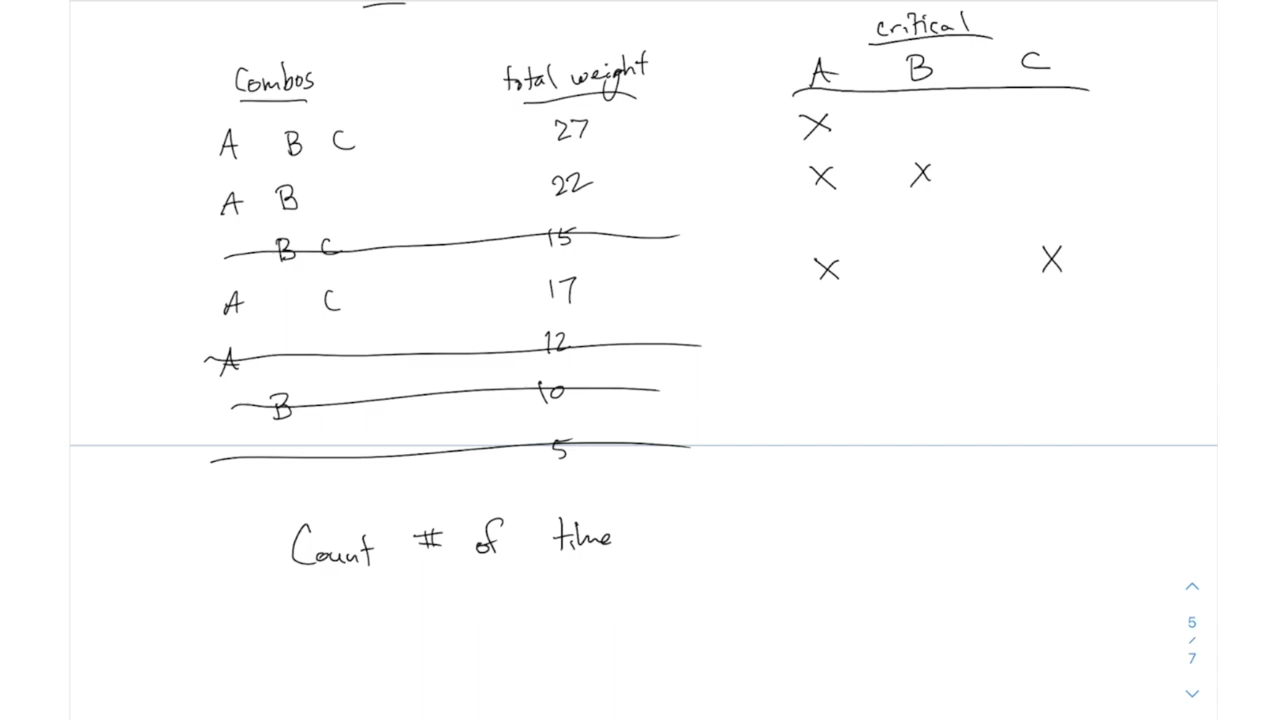 critical
Combos total weight A B C
A B C 27 X
A B 22 X X
B C 15
A C 17 X X
A 12
B 10
5
Count # of time
5
/
7